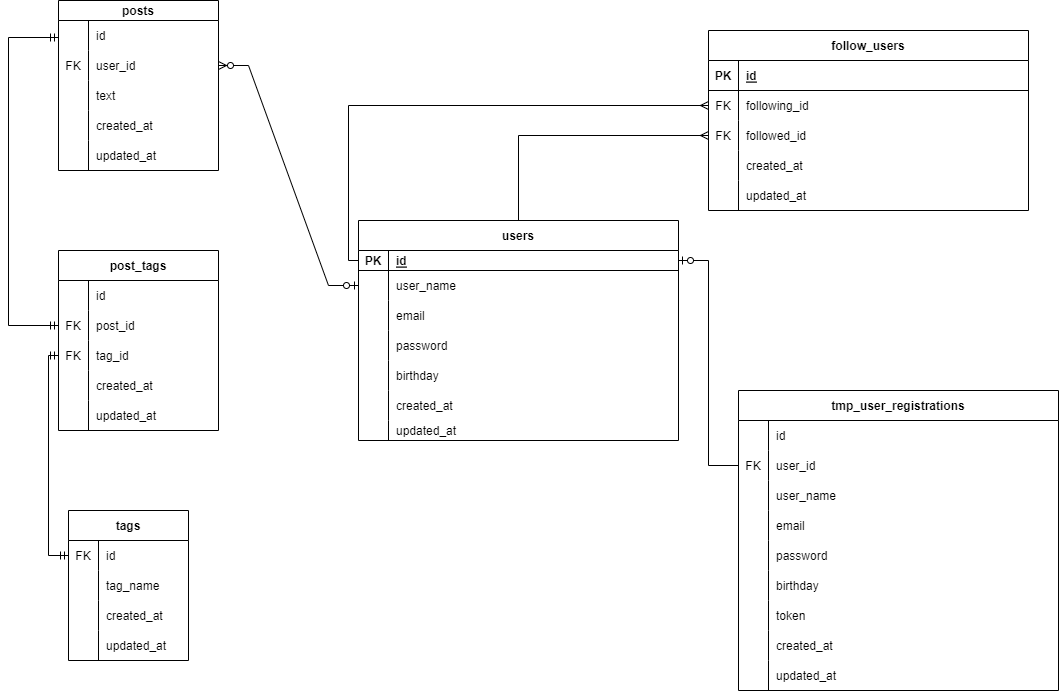 posts
id
FK user_id
text
created_at
updated_at
follow_users
PK id
FK following_id
FK followed_id
created_at
updated_at
users
PK id
user_name
email
password
birthday
created_at
updated_at
post_tags
id
FK post_id
FK tag_id
created_at
updated_at
tmp_user_registrations
id
FK user_id
user_name
email
password
birthday
token
created_at
updated_at
tags
FK id
tag_name
created_at
updated_at